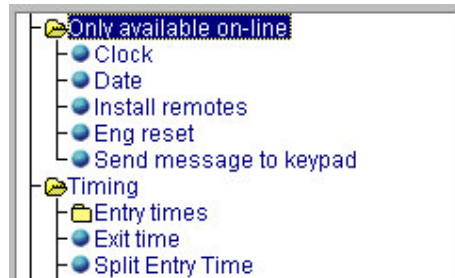 Only available on-line
Clock
Date
Install remotes
Eng reset
Send message to keypad
Timing
Entry times
Exit time
Split Entry Time